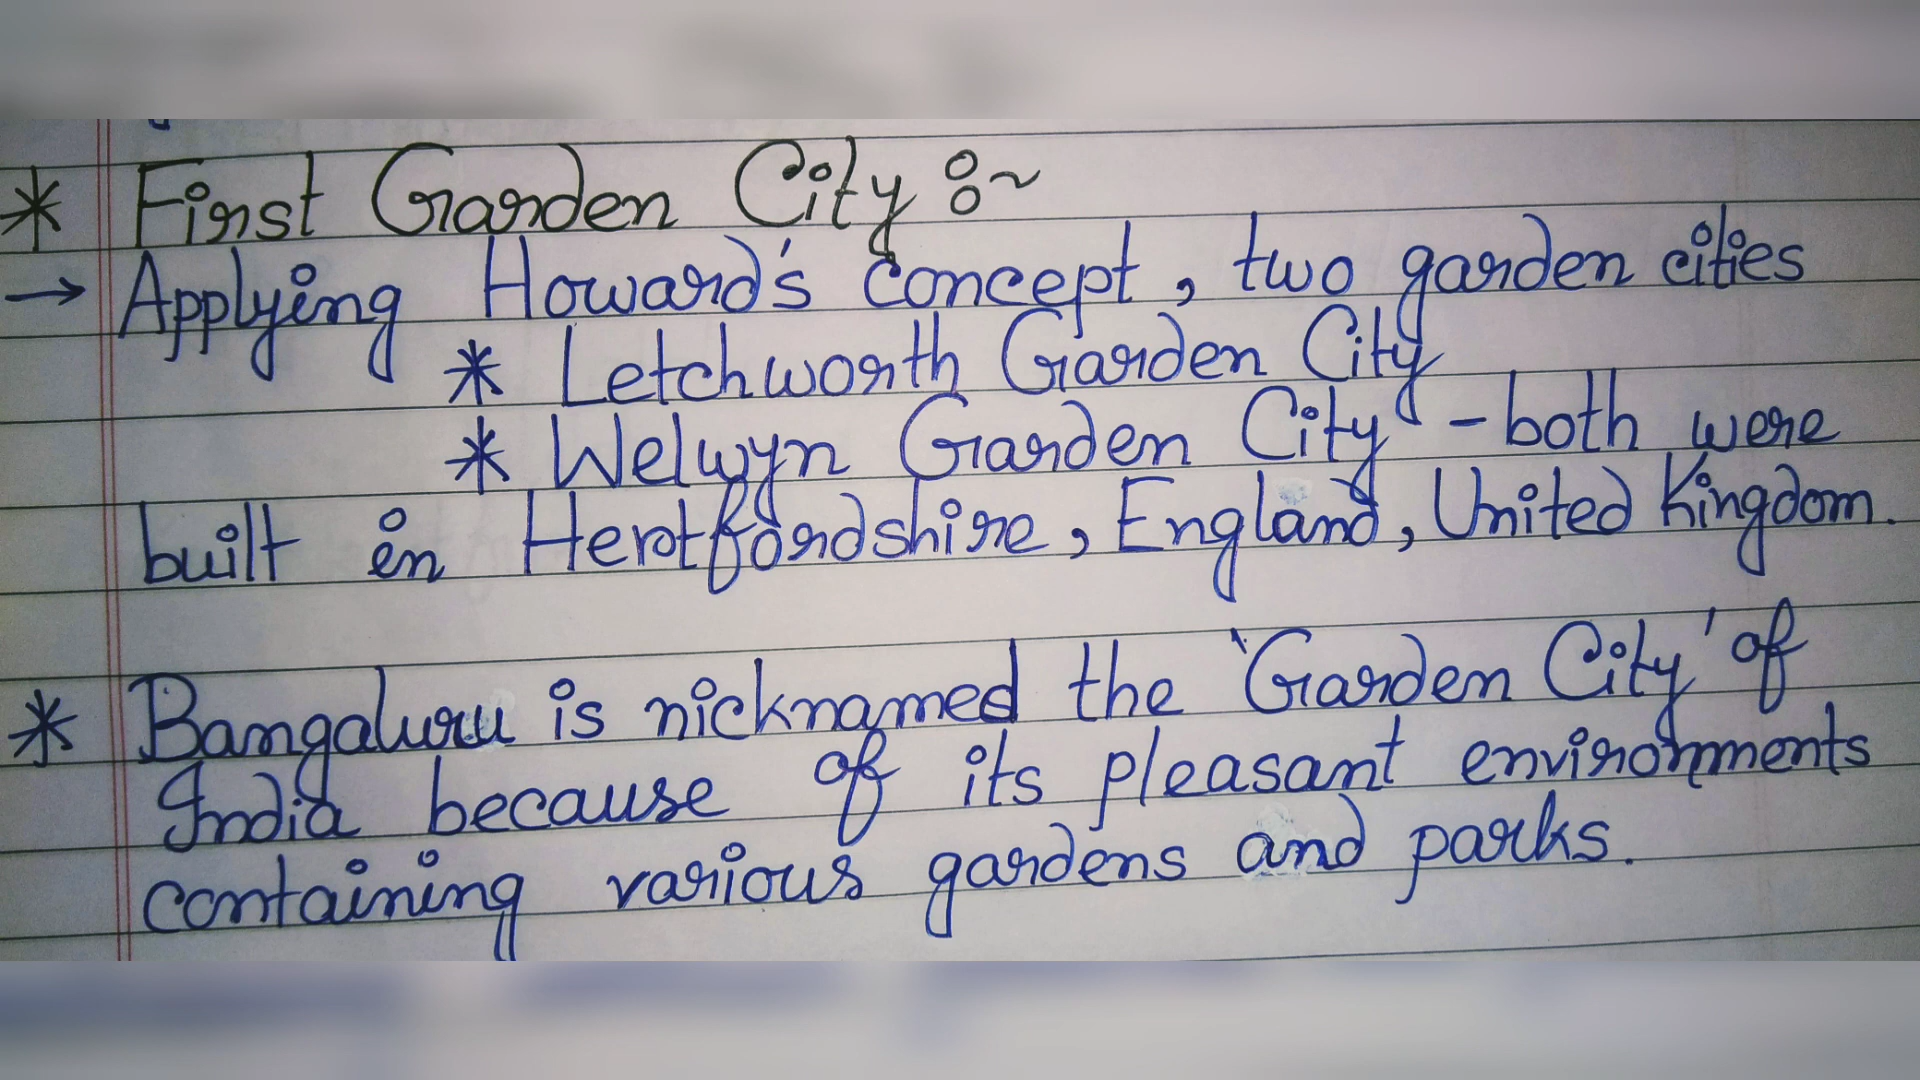 * First Garden City :~
→ Applying Howard's concept, two garden cities
* Letchworth Garden City
* Welwyn Garden City - both were
built in Hertfordshire, England, United Kingdom.
* Bangaluru is nicknamed the 'Garden City' of
India because of its pleasant environments
containing various gardens and parks.